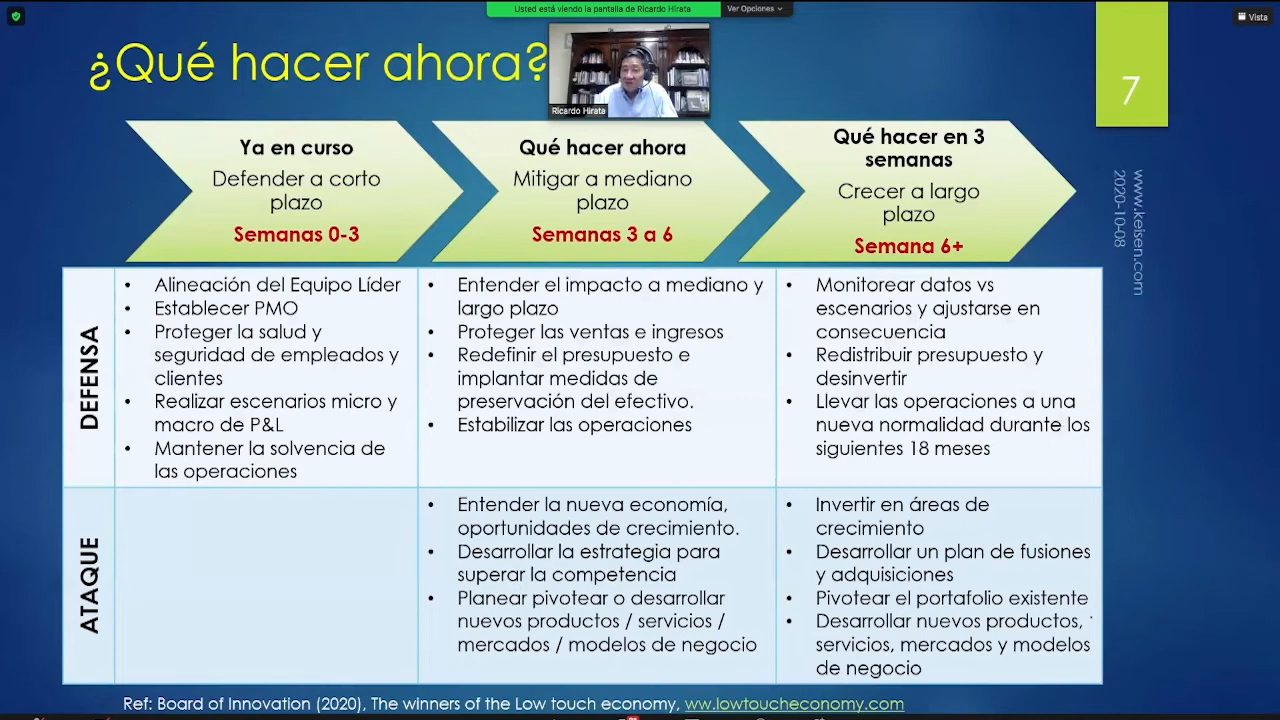 Usted está viendo la pantalla de Ricardo Hirata
Ver Opciones
Vista
¿Qué hacer ahora?
Ricardo Hirata
7
www.keisen.com
2020-10-08
Ya en curso
Defender a corto
plazo
Semanas 0-3
Qué hacer ahora
Mitigar a mediano
plazo
Semanas 3 a 6
Qué hacer en 3
semanas
Crecer a largo
plazo
Semana 6+
DEFENSA
• Alineación del Equipo Líder
• Establecer PMO
• Proteger la salud y
seguridad de empleados y
clientes
• Realizar escenarios micro y
macro de P&L
• Mantener la solvencia de
las operaciones
• Entender el impacto a mediano y
largo plazo
• Proteger las ventas e ingresos
• Redefinir el presupuesto e
implantar medidas de
preservación del efectivo.
• Estabilizar las operaciones
• Monitorear datos vs
escenarios y ajustarse en
consecuencia
• Redistribuir presupuesto y
desinvertir
• Llevar las operaciones a una
nueva normalidad durante los
siguientes 18 meses
ATAQUE
• Entender la nueva economía,
oportunidades de crecimiento.
• Desarrollar la estrategia para
superar la competencia
• Planear pivotear o desarrollar
nuevos productos / servicios /
mercados / modelos de negocio
• Invertir en áreas de
crecimiento
• Desarrollar un plan de fusiones
y adquisiciones
• Pivotear el portafolio existente
• Desarrollar nuevos productos,
servicios, mercados y modelos
de negocio
Ref: Board of Innovation (2020), The winners of the Low touch economy, ww.lowtoucheconomy.com